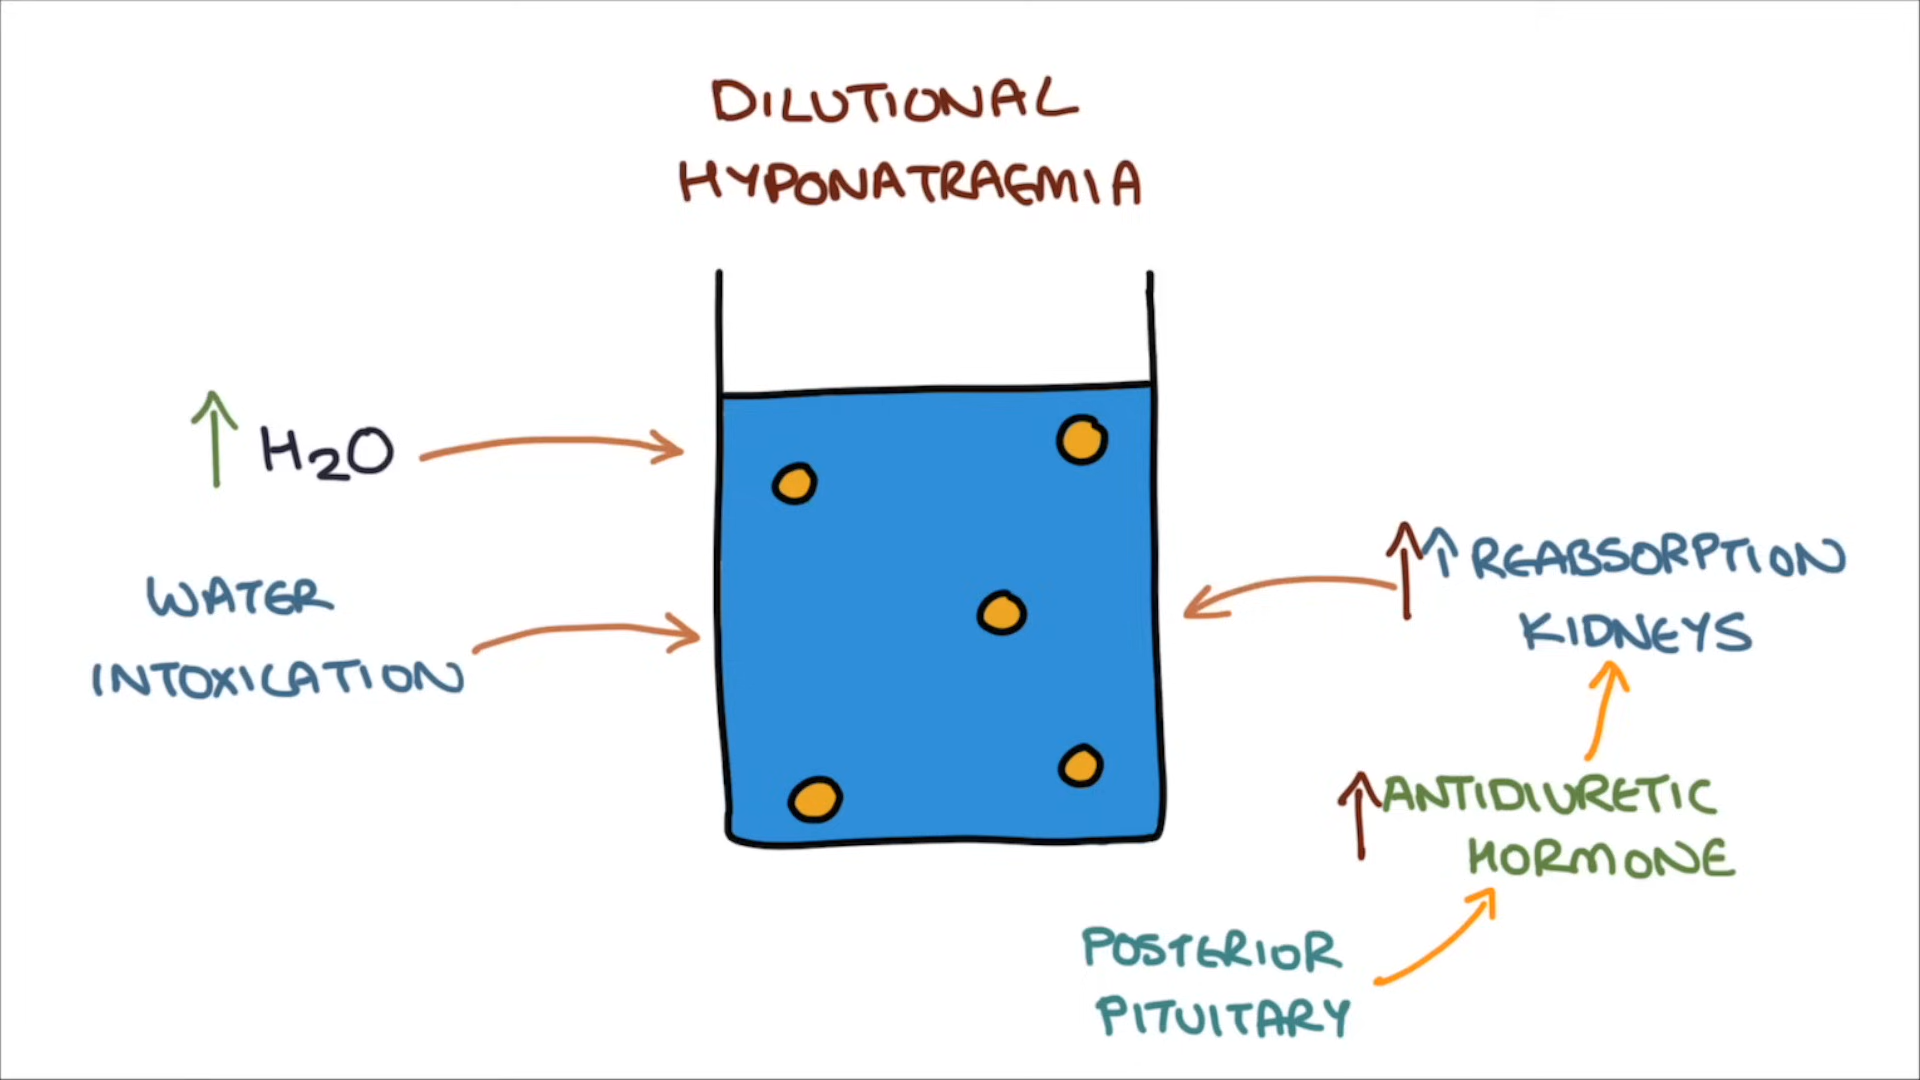 DILUTIONAL
HYPONATRAEMIA
↑ H₂O
WATER
INTOXICATION
↑↑ REABSORPTION
KIDNEYS
↑ ANTIDIURETIC
HORMONE
POSTERIOR
PITUITARY